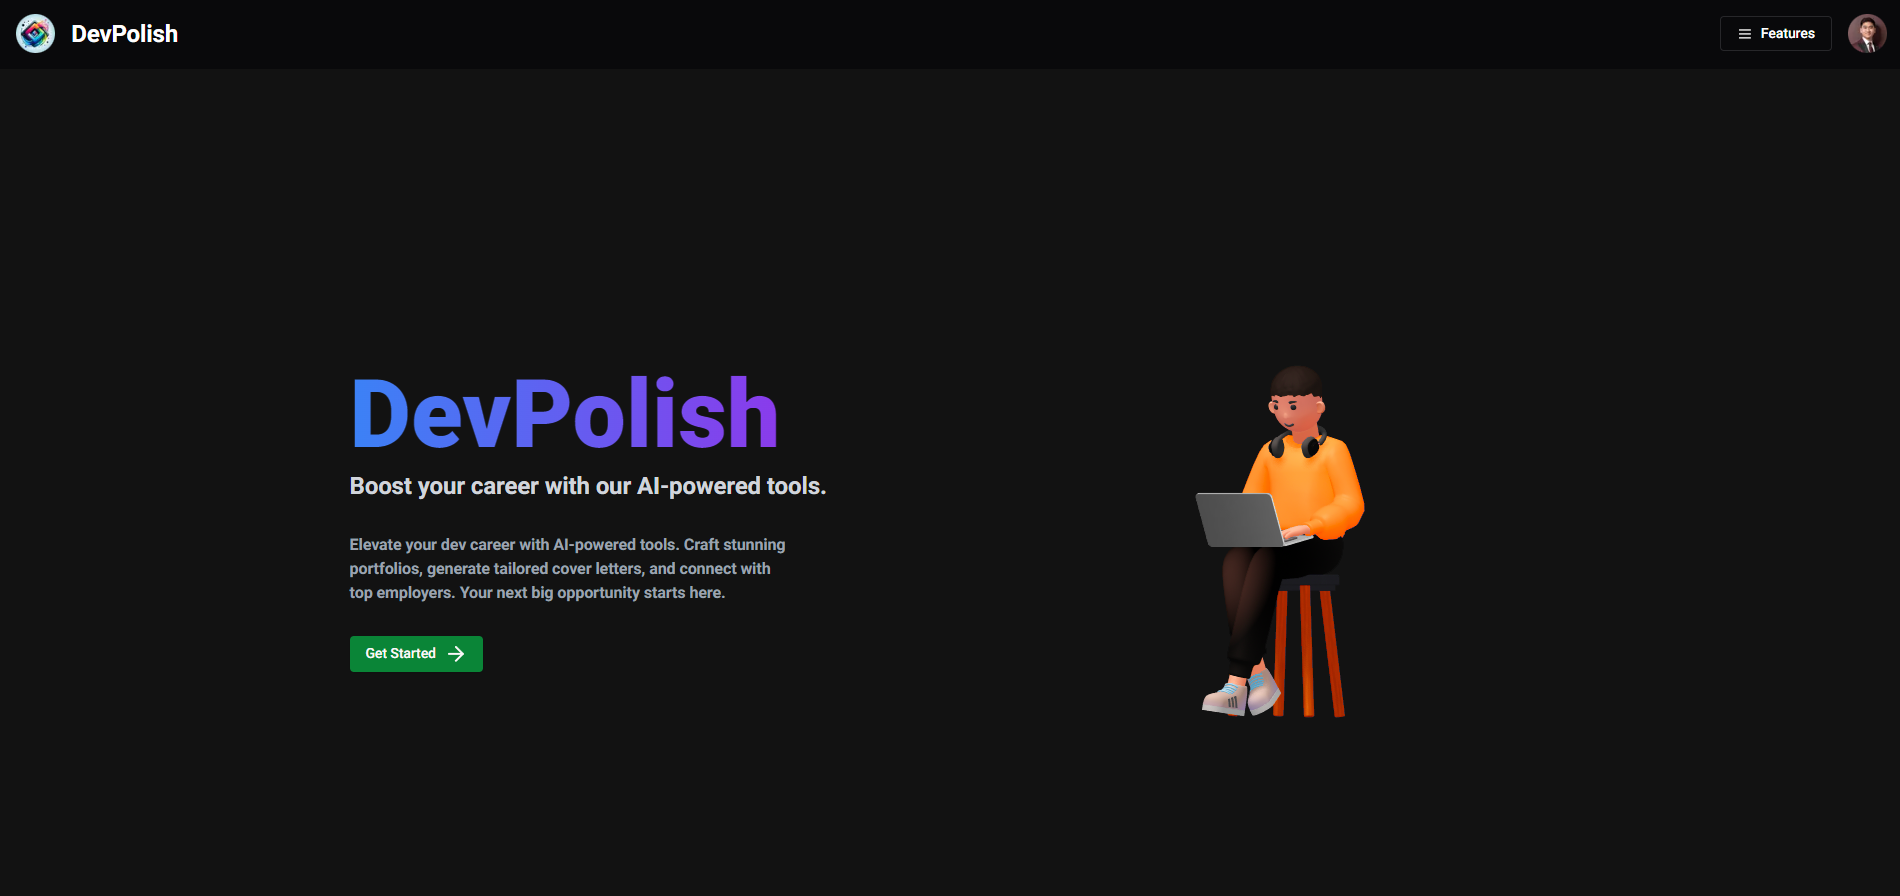 DevPolish
Features
DevPolish
Boost your career with our AI-powered tools.
Elevate your dev career with AI-powered tools. Craft stunning
portfolios, generate tailored cover letters, and connect with
top employers. Your next big opportunity starts here.
Get Started